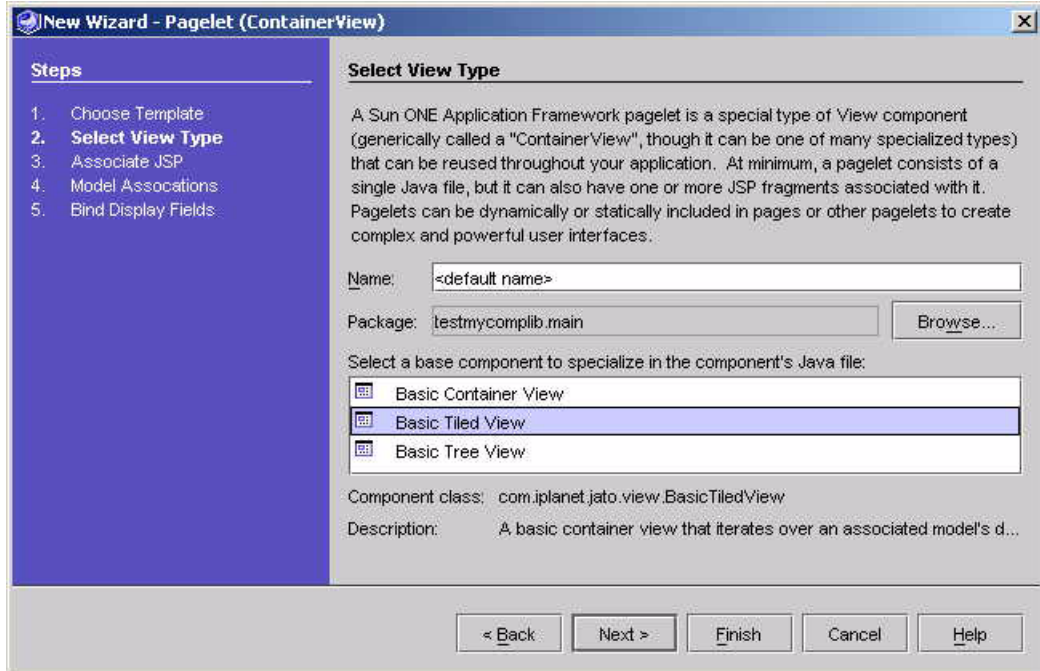 New Wizard - Pagelet (ContainerView)
Steps
1. Choose Template
2. Select View Type
3. Associate JSP
4. Model Assocations
5. Bind Display Fields
Select View Type
A Sun ONE Application Framework pagelet is a special type of View component
(generically called a "ContainerView", though it can be one of many specialized types)
that can be reused throughout your application. At minimum, a pagelet consists of a
single Java file, but it can also have one or more JSP fragments associated with it.
Pagelets can be dynamically or statically included in pages or other pagelets to create
complex and powerful user interfaces.
Name: <default name>
Package: testmycomplib.main Browse...
Select a base component to specialize in the component's Java file:
Basic Container View
Basic Tiled View
Basic Tree View
Component class: com.iplanet.jato.view.BasicTiledView
Description: A basic container view that iterates over an associated model's d...
< Back Next > Finish Cancel Help